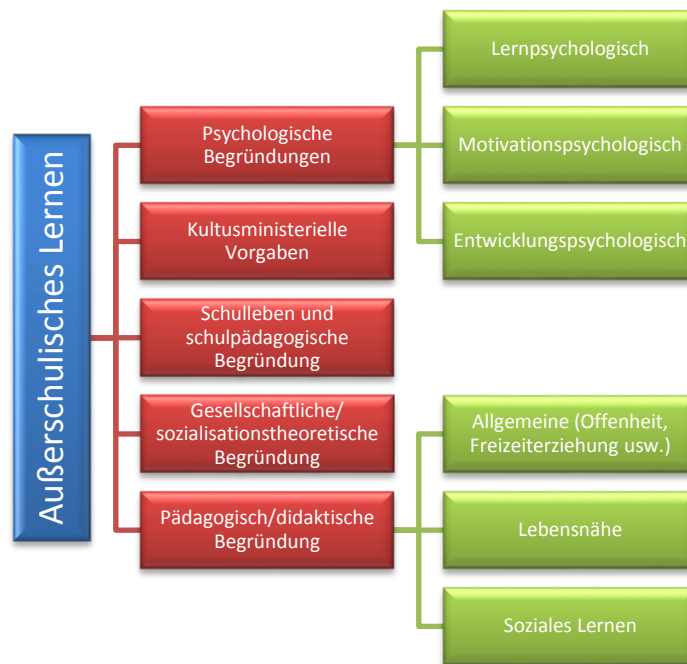 Außerschulisches Lernen
Psychologische
Begründungen
Lernpsychologisch
Motivationspsychologisch
Entwicklungspsychologisch
Kultusministerielle
Vorgaben
Schulleben und
schulpädagogische
Begründung
Gesellschaftliche/
sozialisationstheoretische
Begründung
Pädagogisch/didaktische
Begründung
Allgemeine (Offenheit,
Freizeiterziehung usw.)
Lebensnähe
Soziales Lernen